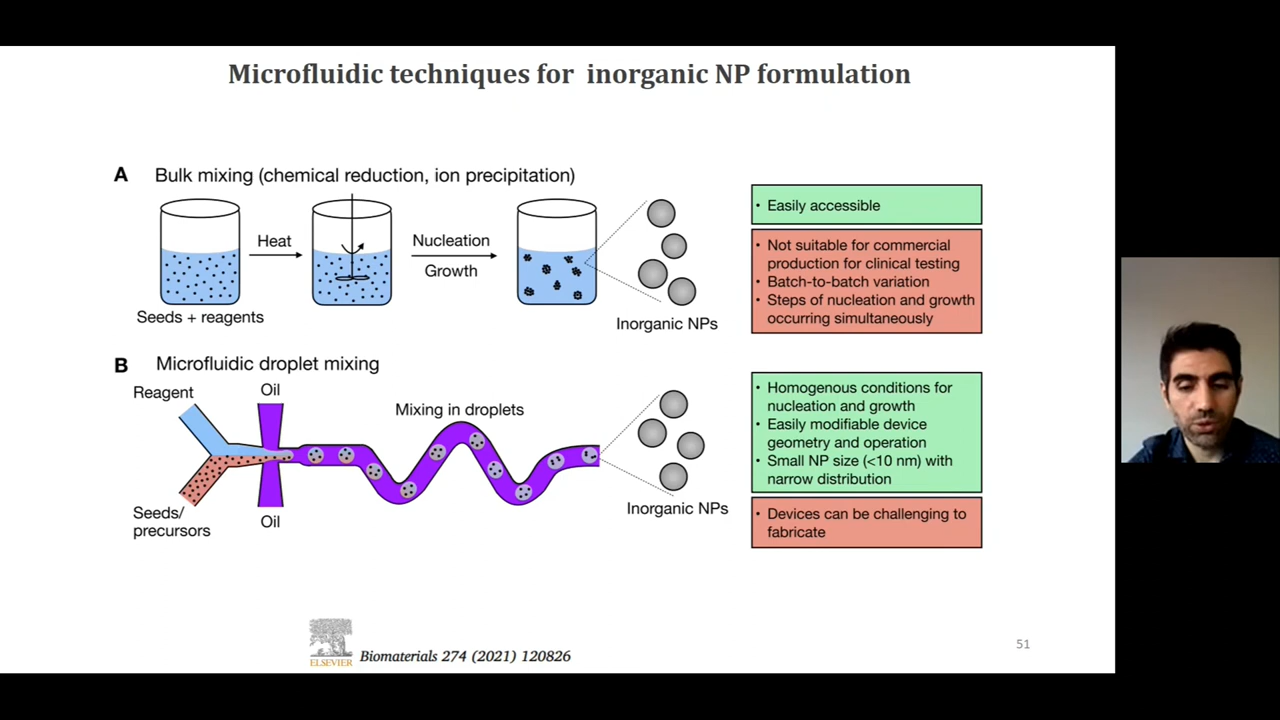 Microfluidic techniques for inorganic NP formulation
A Bulk mixing (chemical reduction, ion precipitation)
Heat
Nucleation
Growth
Seeds + reagents
Inorganic NPs
• Easily accessible
• Not suitable for commercial
production for clinical testing
• Batch-to-batch variation
• Steps of nucleation and growth
occurring simultaneously
B Microfluidic droplet mixing
Reagent
Oil
Mixing in droplets
Seeds/
precursors
Oil
Inorganic NPs
• Homogenous conditions for
nucleation and growth
• Easily modifiable device
geometry and operation
• Small NP size (<10 nm) with
narrow distribution
• Devices can be challenging to
fabricate
ELSEVIER
Biomaterials 274 (2021) 120826
51